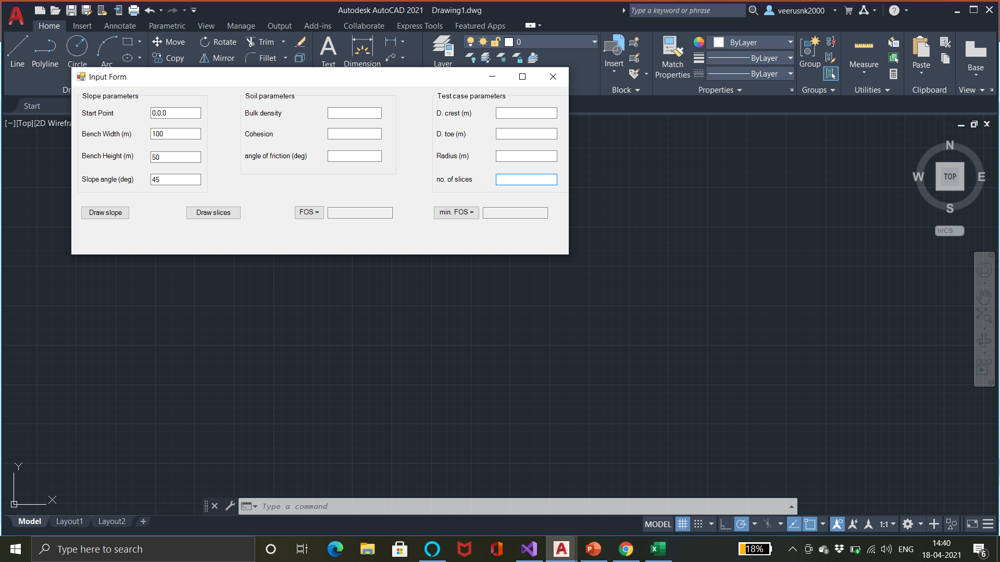 Autodesk AutoCAD 2021 Drawing1.dwg
Type a keyword or phrase
veerusnk2000
Home Insert Annotate Parametric View Manage Output Add-ins Collaborate Express Tools Featured Apps
Line Polyline Circle Arc
Move Rotate Trim
Copy Mirror Fillet
Text Dimension
Layer
0
Insert
Block
Match
Properties
ByLayer
ByLayer
ByLayer
Properties
Group
Groups
Measure
Utilities
Paste
Clipboard
Base
View
Start
[−][Top][2D Wirefra
Input Form
Slope parameters
Start Point 0,0,0
Bench Width (m) 100
Bench Height (m) 50
Slope angle (deg) 45
Soil parameters
Bulk density
Cohesion
angle of friction (deg)
Test case parameters
D. crest (m)
D. toe (m)
Radius (m)
no. of slices
Draw slope Draw slices FOS = min. FOS =
N
W TOP E
S
WCS
Y
X
Type a command
Model Layout1 Layout2
MODEL 1:1
Type here to search
18%
ENG
14:40
18-04-2021
6